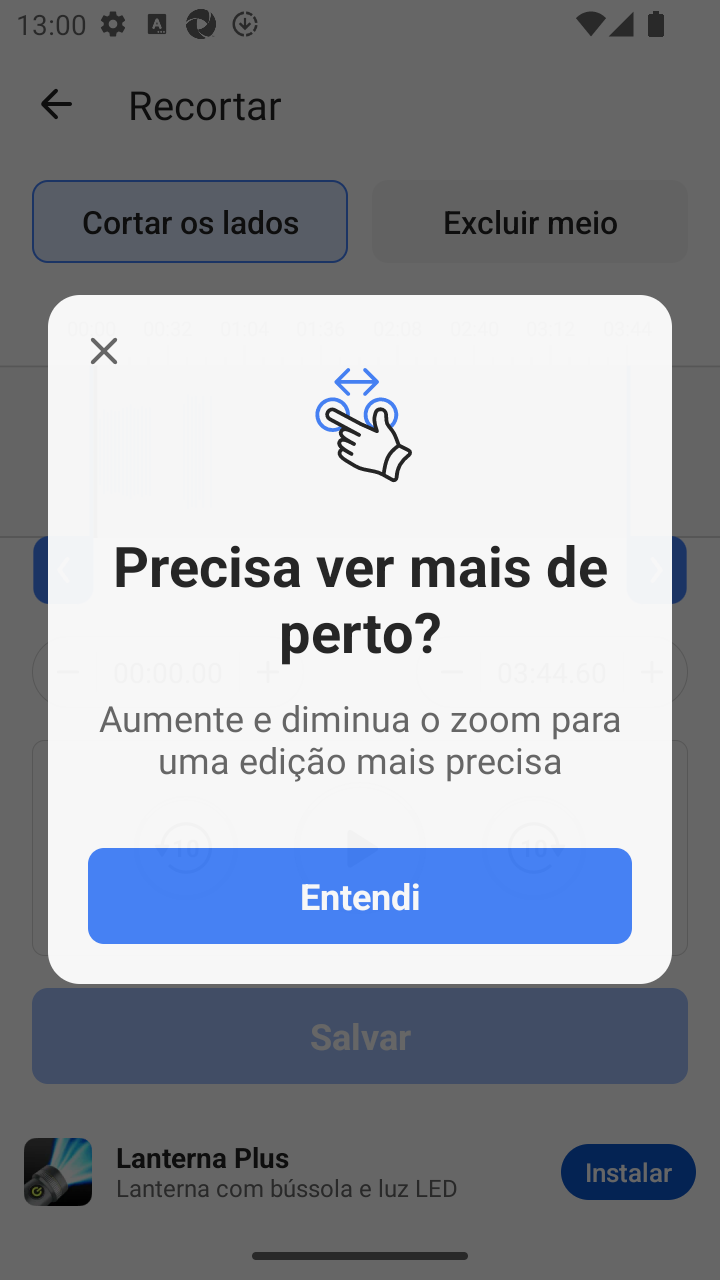 13:00
Recortar
Cortar os lados
Excluir meio
00:00 00:32 01:04 01:36 02:08 02:40 03:12 03:44
Precisa ver mais de
perto?
00:00.00
03:44.60
Aumente e diminua o zoom para
uma edição mais precisa
10
10
Entendi
Salvar
Lanterna Plus
Lanterna com bússola e luz LED
Instalar